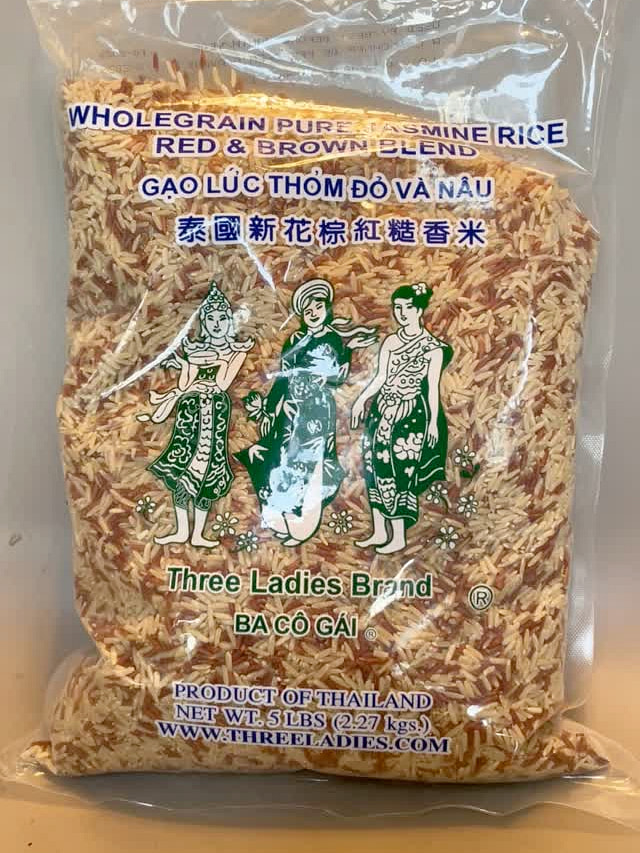 WHOLEGRAIN PURE JASMINE RICE
RED & BROWN BLEND
GẠO LỨC THƠM ĐỎ VÀ NÂU
泰國新花棕紅糙香米
Three Ladies Brand ®
BA CÔ GÁI ®
PRODUCT OF THAILAND
NET WT. 5 LBS (2.27 kgs.)
WWW.THREELADIES.COM